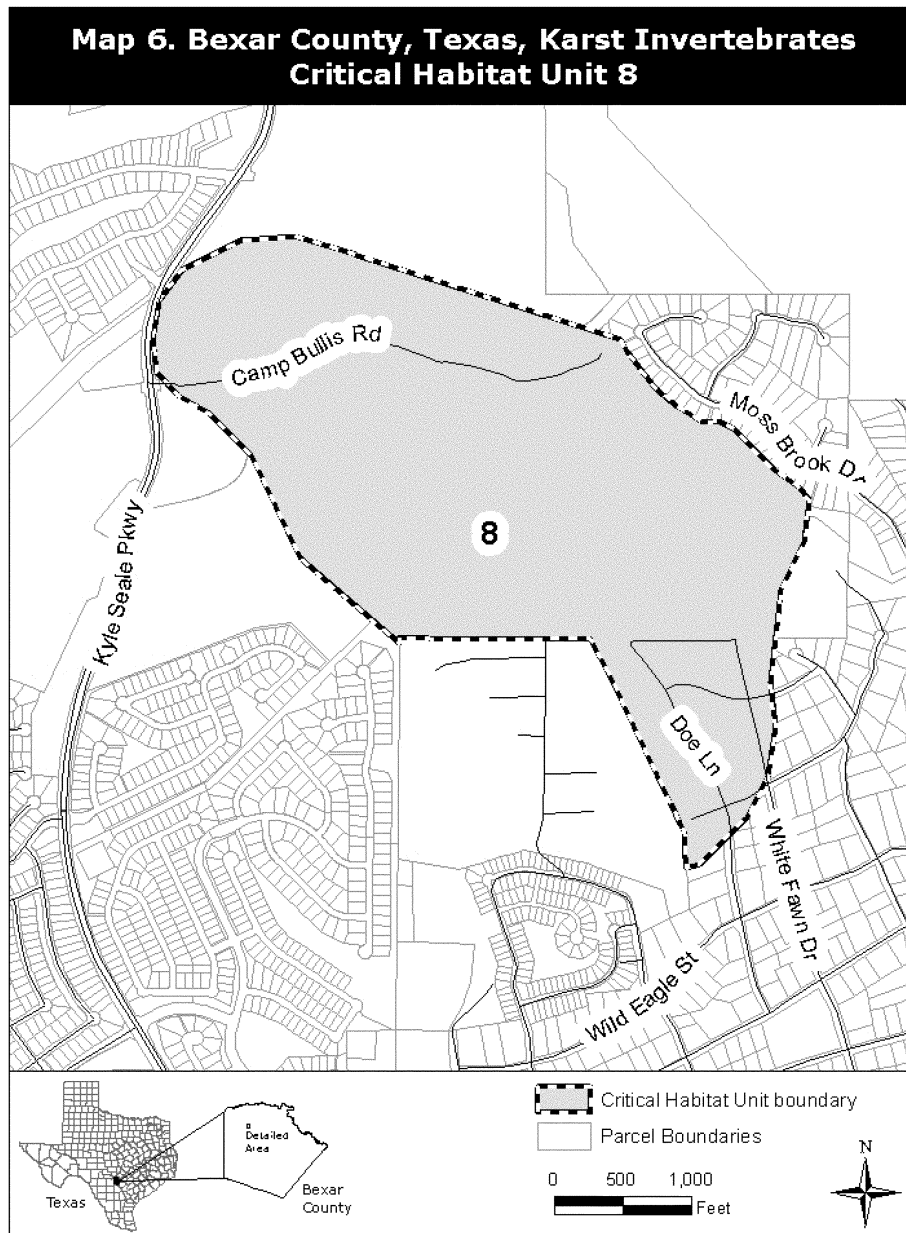 Map 6. Bexar County, Texas, Karst Invertebrates
Critical Habitat Unit 8
Camp Bullis Rd
Moss Brook Dr
8
Kyle Seale Pkwy
Doe Ln
White Fawn Dr
Wild Eagle St
Detailed
Area
Texas
Bexar
County
Critical Habitat Unit boundary
Parcel Boundaries
0 500 1,000
Feet
N